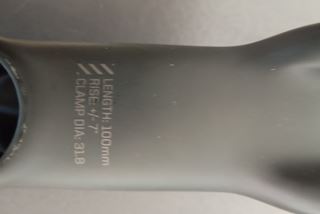 LENGTH: 100mm
RISE: +/- 7°
CLAMP DIA: 31.8